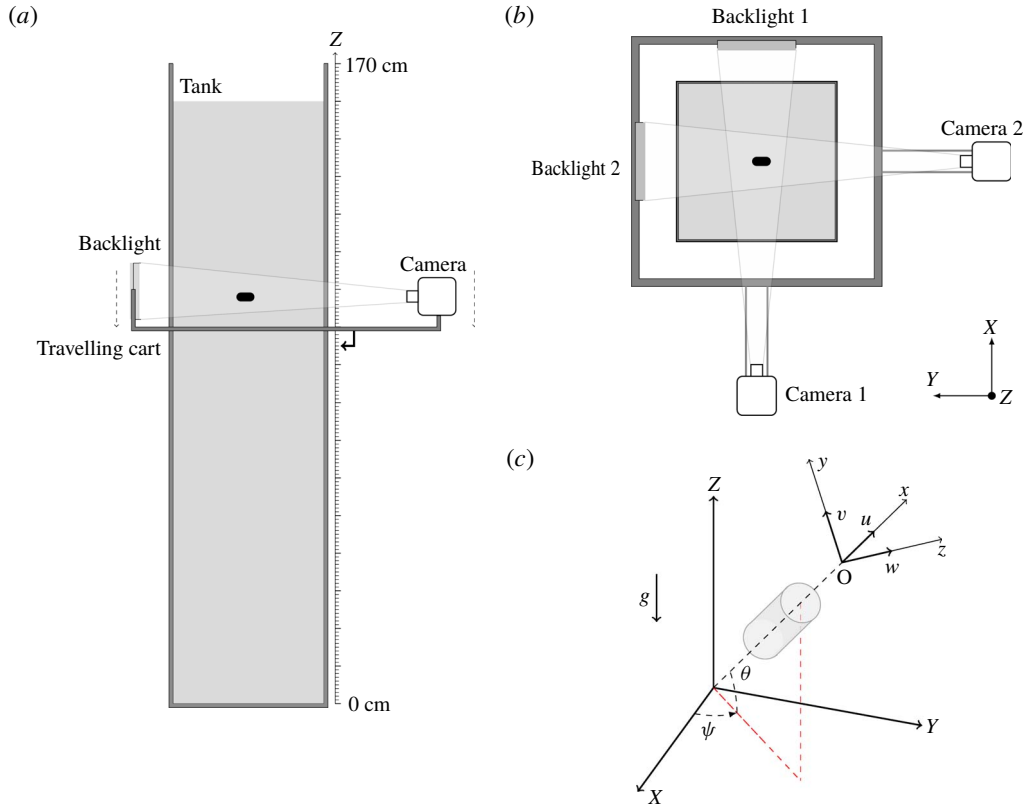 (a)
Z
170 cm
Tank
Backlight
Camera
Travelling cart
0 cm
(b)
Backlight 1
Camera 2
Backlight 2
Camera 1
X
Y
Z
(c)
Z
y
x
v
u
z
w
O
g
θ
ψ
Y
X